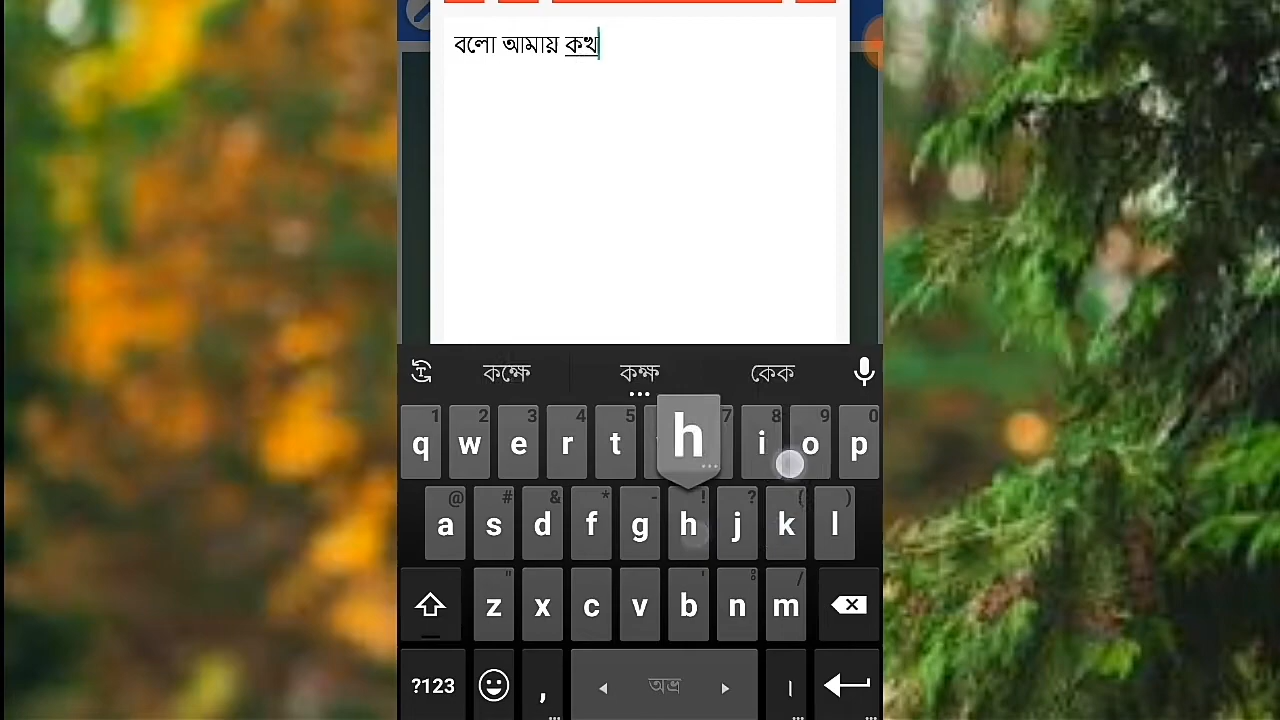 বলো আমায় কখ
কক্ষে কক্ষ কেক
1 2 3 4 5 7 8 9 0
q w e r t h i o p
@ # & * - ! ? ( )
a s d f g h j k l
" ' /
z x c v b n m
?123 , অভ্র ।